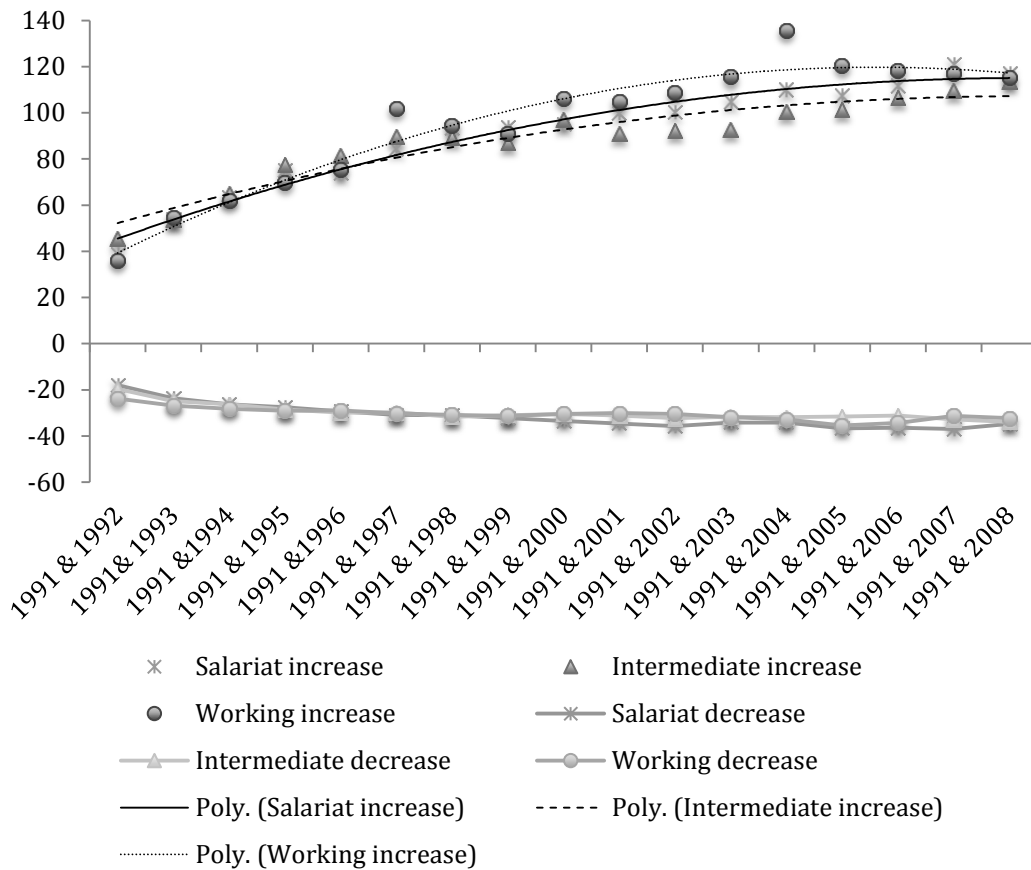 140
120
100
80
60
40
20
0
-20
-40
-60
1991 & 1992
1991& 1993
1991 &1994
1991 & 1995
1991 &1996
1991 & 1997
1991 & 1998
1991 & 1999
1991 & 2000
1991 & 2001
1991 & 2002
1991 & 2003
1991 & 2004
1991 & 2005
1991 & 2006
1991 & 2007
1991 & 2008
Salariat increase
Intermediate increase
Working increase
Salariat decrease
Intermediate decrease
Working decrease
Poly. (Salariat increase)
Poly. (Intermediate increase)
Poly. (Working increase)